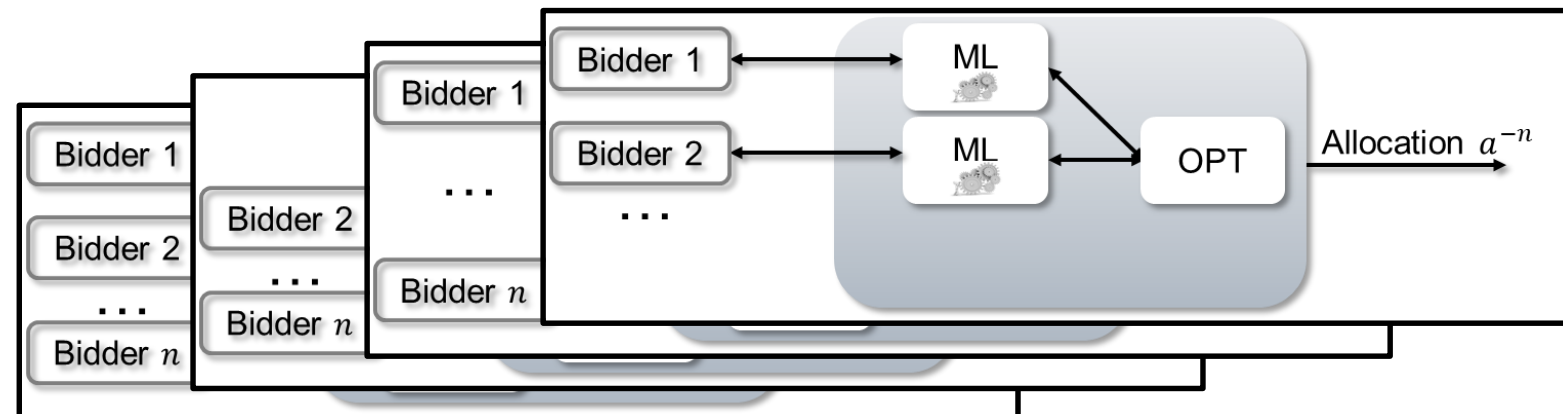 Bidder 1
Bidder 2
...
Bidder n
Bidder 2
...
Bidder n
Bidder 1
...
Bidder n
Bidder 1
Bidder 2
...
ML
ML
OPT
Allocation a⁻ⁿ